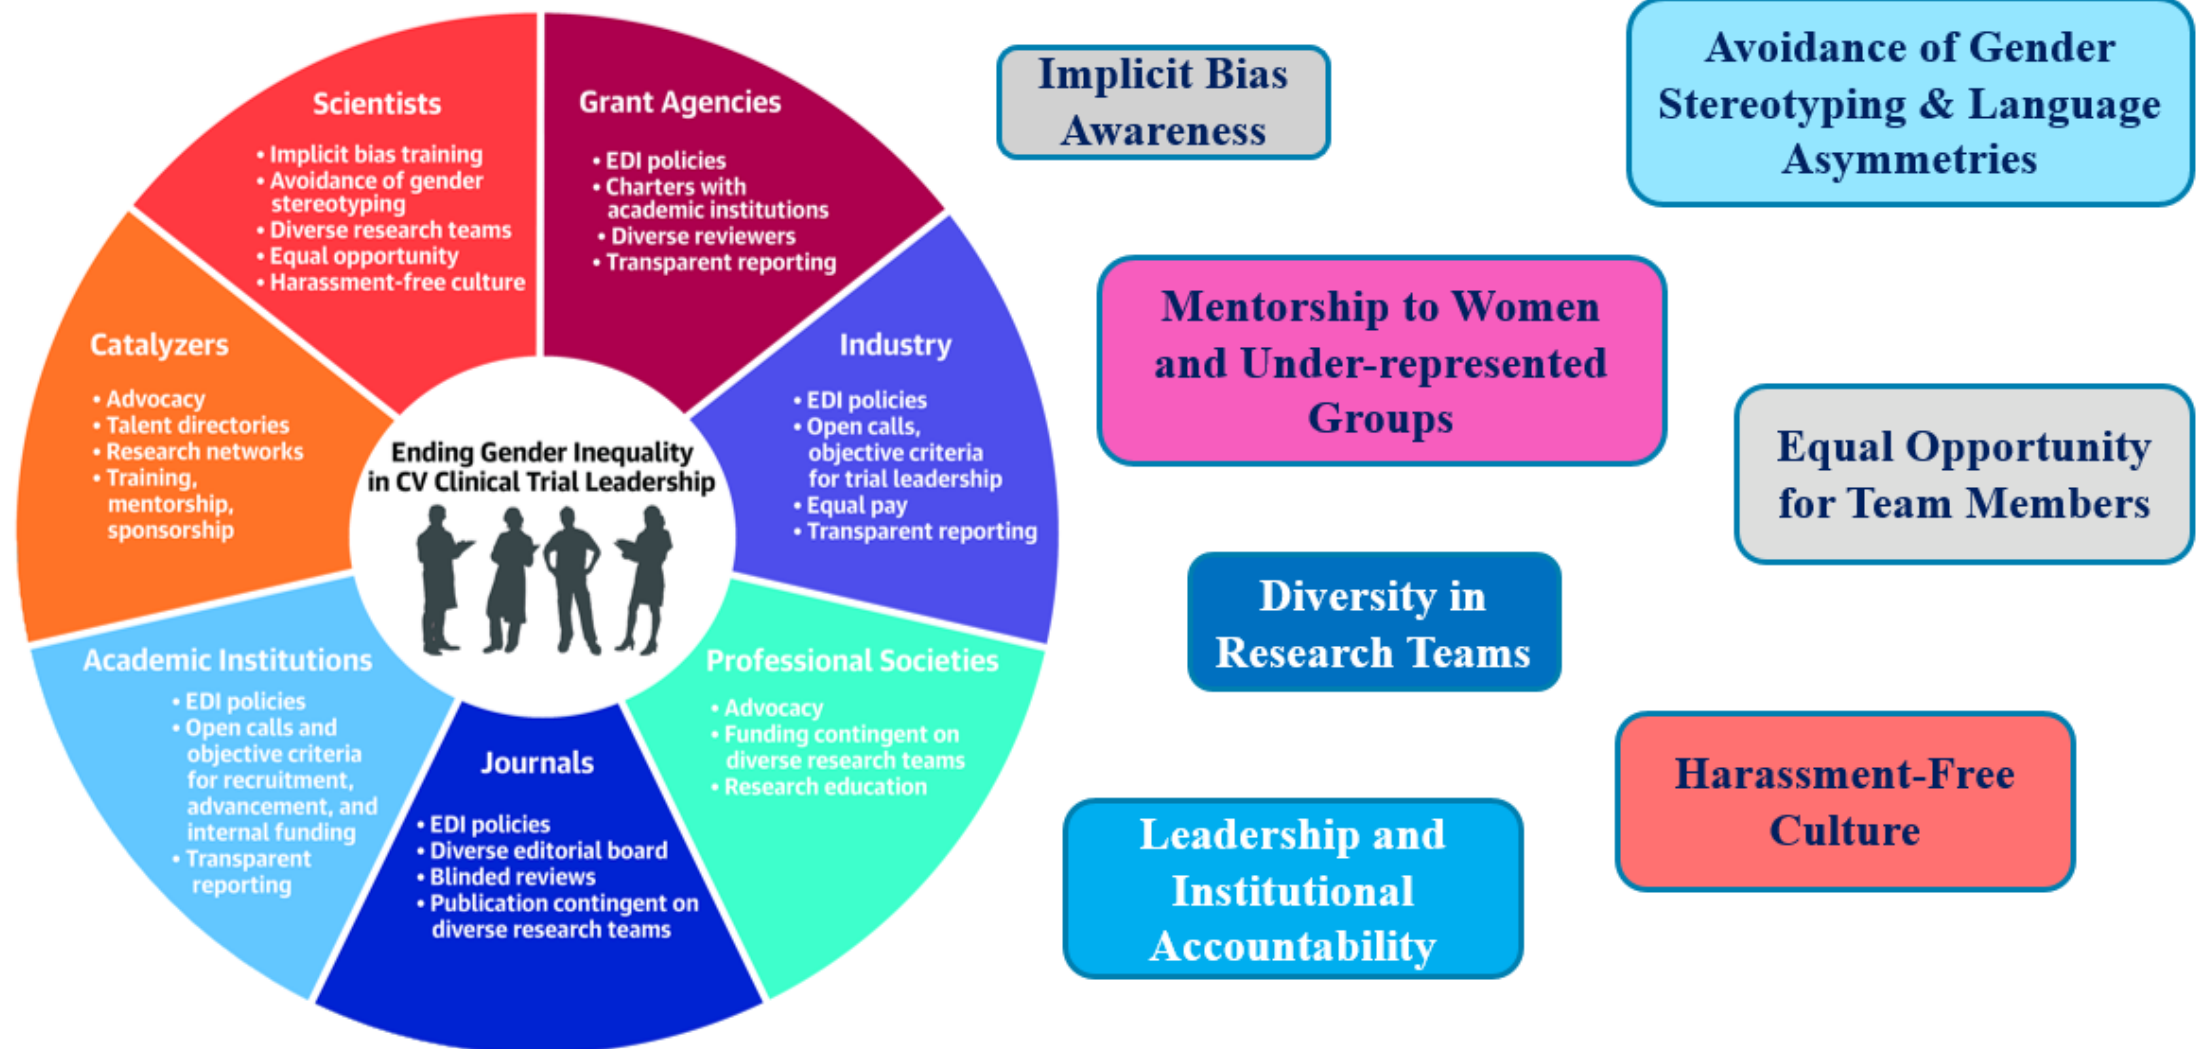 Scientists
• Implicit bias training
• Avoidance of gender
stereotyping
• Diverse research teams
• Equal opportunity
• Harassment-free culture
Grant Agencies
• EDI policies
• Charters with
academic institutions
• Diverse reviewers
• Transparent reporting
Industry
• EDI policies
• Open calls,
objective criteria
for trial leadership
• Equal pay
• Transparent reporting
Professional Societies
• Advocacy
• Funding contingent on
diverse research teams
• Research education
Journals
• EDI policies
• Diverse editorial board
• Blinded reviews
• Publication contingent on
diverse research teams
Academic Institutions
• EDI policies
• Open calls and
objective criteria
for recruitment,
advancement, and
internal funding
• Transparent
reporting
Catalyzers
• Advocacy
• Talent directories
• Research networks
• Training,
mentorship,
sponsorship
Ending Gender Inequality
in CV Clinical Trial Leadership
Implicit Bias
Awareness
Avoidance of Gender
Stereotyping & Language
Asymmetries
Mentorship to Women
and Under-represented
Groups
Equal Opportunity
for Team Members
Diversity in
Research Teams
Harassment-Free
Culture
Leadership and
Institutional
Accountability